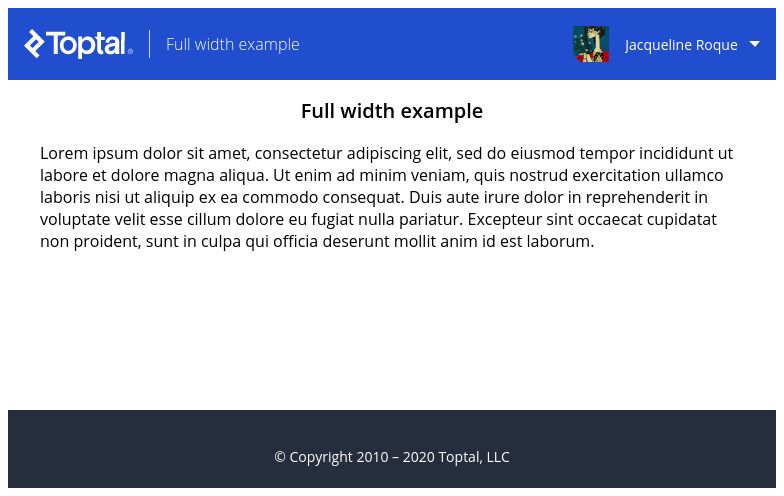 Toptal®
Full width example
Jacqueline Roque
Full width example
Lorem ipsum dolor sit amet, consectetur adipiscing elit, sed do eiusmod tempor incididunt ut
labore et dolore magna aliqua. Ut enim ad minim veniam, quis nostrud exercitation ullamco
laboris nisi ut aliquip ex ea commodo consequat. Duis aute irure dolor in reprehenderit in
voluptate velit esse cillum dolore eu fugiat nulla pariatur. Excepteur sint occaecat cupidatat
non proident, sunt in culpa qui officia deserunt mollit anim id est laborum.
© Copyright 2010 – 2020 Toptal, LLC